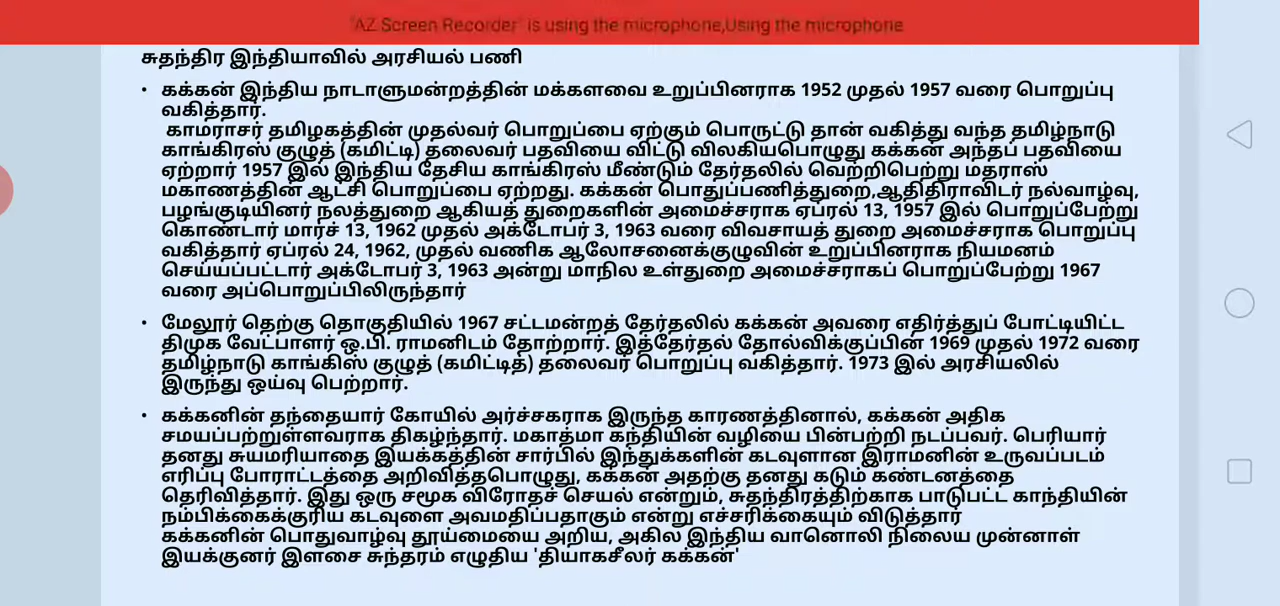 "AZ Screen Recorder" is using the microphone,Using the microphone
சுதந்திர இந்தியாவில் அரசியல் பணி
• கக்கன் இந்திய நாடாளுமன்றத்தின் மக்களவை உறுப்பினராக 1952 முதல் 1957 வரை பொறுப்பு
வகித்தார்.
காமராசர் தமிழகத்தின் முதல்வர் பொறுப்பை ஏற்கும் பொருட்டு தான் வகித்து வந்த தமிழ்நாடு
காங்கிரஸ் குழுத் (கமிட்டி) தலைவர் பதவியை விட்டு விலகியபொழுது கக்கன் அந்தப் பதவியை
ஏற்றார் 1957 இல் இந்திய தேசிய காங்கிரஸ் மீண்டும் தேர்தலில் வெற்றிபெற்று மதராஸ்
மகாணத்தின் ஆட்சி பொறுப்பை ஏற்றது. கக்கன் பொதுப்பணித்துறை,ஆதிதிராவிடர் நல்வாழ்வு,
பழங்குடியினர் நலத்துறை ஆகியத் துறைகளின் அமைச்சராக ஏப்ரல் 13, 1957 இல் பொறுப்பேற்று
கொண்டார் மார்ச் 13, 1962 முதல் அக்டோபர் 3, 1963 வரை விவசாயத் துறை அமைச்சராக பொறுப்பு
வகித்தார் ஏப்ரல் 24, 1962, முதல் வணிக ஆலோசனைக்குழுவின் உறுப்பினராக நியமனம்
செய்யப்பட்டார் அக்டோபர் 3, 1963 அன்று மாநில உள்துறை அமைச்சராகப் பொறுப்பேற்று 1967
வரை அப்பொறுப்பிலிருந்தார்
• மேலூர் தெற்கு தொகுதியில் 1967 சட்டமன்றத் தேர்தலில் கக்கன் அவரை எதிர்த்துப் போட்டியிட்ட
திமுக வேட்பாளர் ஒ.பி. ராமனிடம் தோற்றார். இத்தேர்தல் தோல்விக்குப்பின் 1969 முதல் 1972 வரை
தமிழ்நாடு காங்கிஸ் குழுத் (கமிட்டித்) தலைவர் பொறுப்பு வகித்தார். 1973 இல் அரசியலில்
இருந்து ஓய்வு பெற்றார்.
• கக்கனின் தந்தையார் கோயில் அர்ச்சகராக இருந்த காரணத்தினால், கக்கன் அதிக
சமயப்பற்றுள்ளவராக திகழ்ந்தார். மகாத்மா கந்தியின் வழியை பின்பற்றி நடப்பவர். பெரியார்
தனது சுயமரியாதை இயக்கத்தின் சார்பில் இந்துக்களின் கடவுளான இராமனின் உருவப்படம்
எரிப்பு போராட்டத்தை அறிவித்தபொழுது, கக்கன் அதற்கு தனது கடும் கண்டனத்தை
தெரிவித்தார். இது ஒரு சமூக விரோதச் செயல் என்றும், சுதந்திரத்திற்காக பாடுபட்ட காந்தியின்
நம்பிக்கைக்குரிய கடவுளை அவமதிப்பதாகும் என்று எச்சரிக்கையும் விடுத்தார்
கக்கனின் பொதுவாழ்வு தூய்மையை அறிய, அகில இந்திய வானொலி நிலைய முன்னாள்
இயக்குனர் இளசை சுந்தரம் எழுதிய 'தியாகசீலர் கக்கன்'